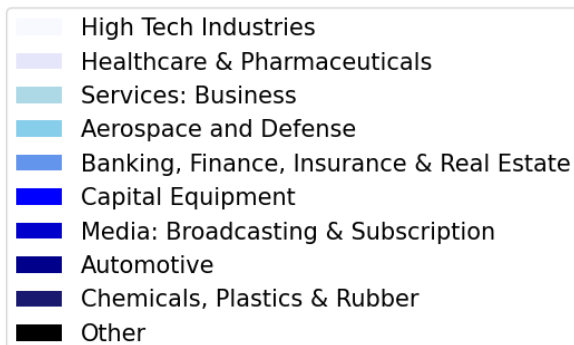 High Tech Industries
Healthcare & Pharmaceuticals
Services: Business
Aerospace and Defense
Banking, Finance, Insurance & Real Estate
Capital Equipment
Media: Broadcasting & Subscription
Automotive
Chemicals, Plastics & Rubber
Other